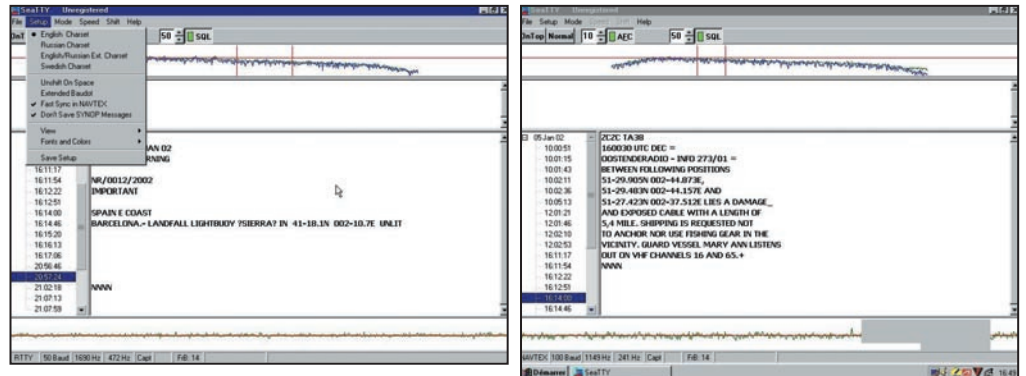 SeaTTY Unregistered
File Setup Mode Speed Shift Help
English Charset
Russian Charset
English/Russian Ext. Charset
Swedish Charset
Unshift On Space
Extended Baudot
Fast Sync in NAVTEX
Don't Save SYNOP Messages
View
Fonts and Colors
Save Setup
50 SQL
AN 02
RNING
16:11:17
16:11:54 NR/0012/2002
16:12:22 IMPORTANT
16:12:51
16:14:00 SPAIN E COAST
16:14:46 BARCELONA.- LANDFALL LIGHTBUOY ?SIERRA? IN 41-18.1N 002-10.7E UNLIT
16:15:20
16:16:13
16:17:06
20:56:46
20:57:24
21:02:18 NNNN
21:07:13
21:07:59
RTTY 50 Baud 1690 Hz 472 Hz Capt FrB: 14
SeaTTY Unregistered
File Setup Mode Speed Shift Help
OnTop Normal 10 AFC 50 SQL
05 Jan 02 ZCZC TA38
10:00:51 160030 UTC DEC =
10:01:15 OOSTENDERADIO - INFO 273/01 =
10:01:43 BETWEEN FOLLOWING POSITIONS
10:02:11 51-29.905N 002-44.073E,
10:02:36 51-29.483N 002-44.157E AND
10:05:13 51-27.423N 002-37.512E LIES A DAMAGE_
12:01:21 AND EXPOSED CABLE WITH A LENGTH OF
12:01:46 5,4 MILE. SHIPPING IS REQUESTED NOT
12:02:10 TO ANCHOR NOR USE FISHING GEAR IN THE
12:02:53 VICINITY. GUARD VESSEL MARY ANN LISTENS
16:11:17 OUT ON VHF CHANNELS 16 AND 65.+
16:11:54 NNNN
16:12:22
16:12:51
16:14:00
16:14:46
NAVTEX 100 Baud 1149 Hz 241 Hz Capt FrB: 14
Démarrer SeaTTY 16:49